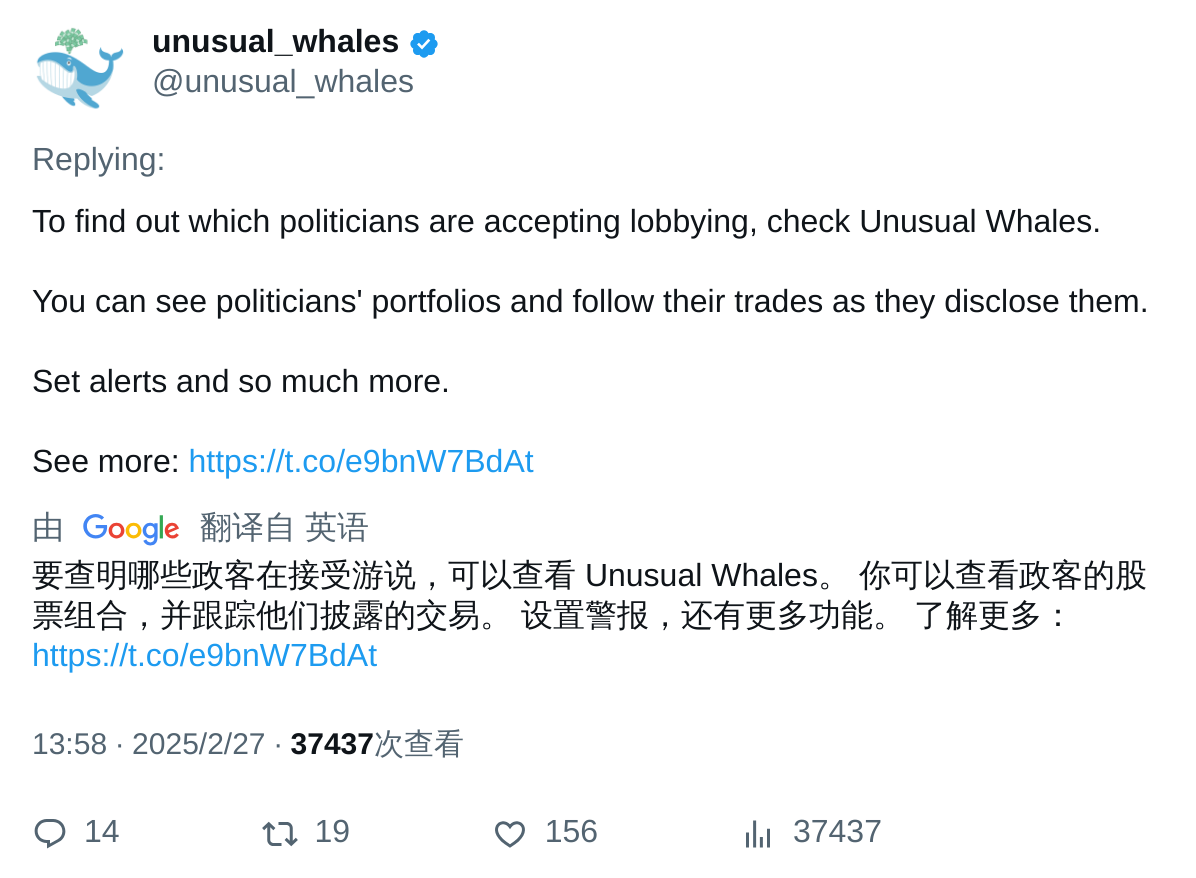 unusual_whales
@unusual_whales
Replying:
To find out which politicians are accepting lobbying, check Unusual Whales.
You can see politicians' portfolios and follow their trades as they disclose them.
Set alerts and so much more.
See more: https://t.co/e9bnW7BdAt
由 Google 翻译自 英语
要查明哪些政客在接受游说，可以查看 Unusual Whales。 你可以查看政客的股
票组合，并跟踪他们披露的交易。 设置警报，还有更多功能。 了解更多：
https://t.co/e9bnW7BdAt
13:58 · 2025/2/27 · 37437次查看
14 19 156 37437